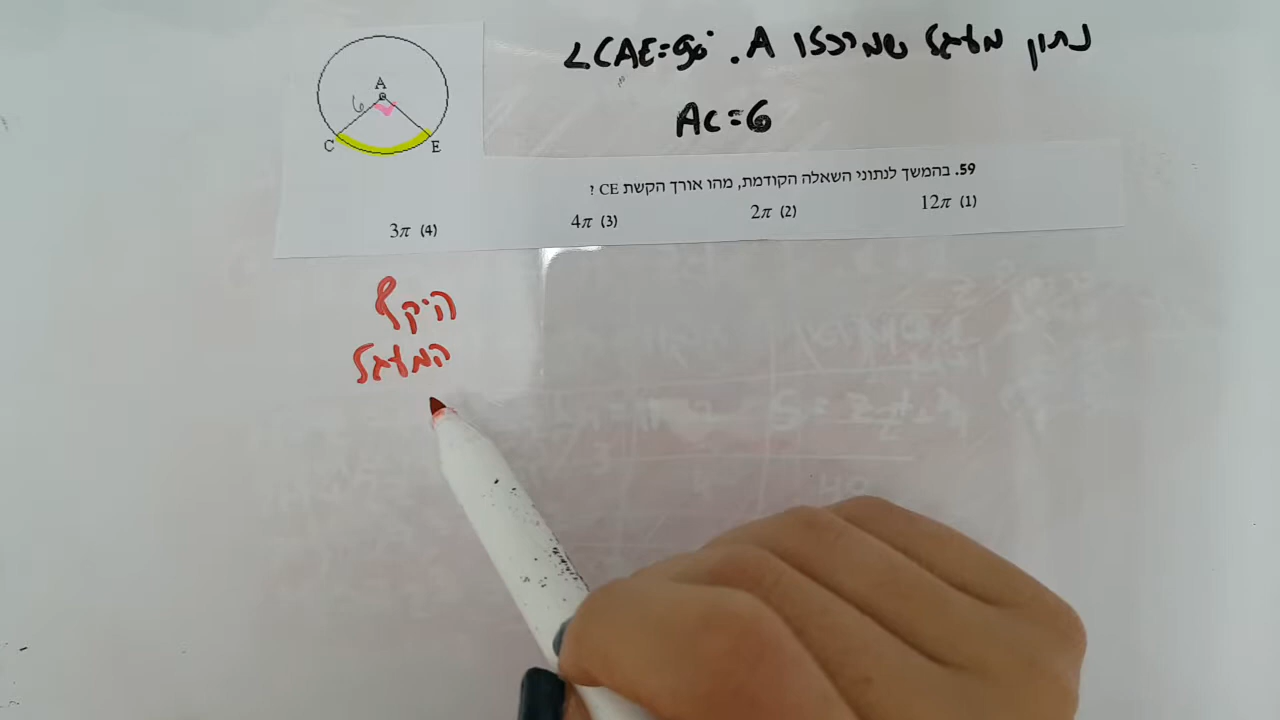 נתון מעגל שמרכזו A. ∠CAE=90°
AC=6
A
6
C
E
59. בהמשך לנתוני השאלה הקודמת, מהו אורך הקשת CE ?
(1) 12π (2) 2π (3) 4π (4) 3π
היקף
המעגל